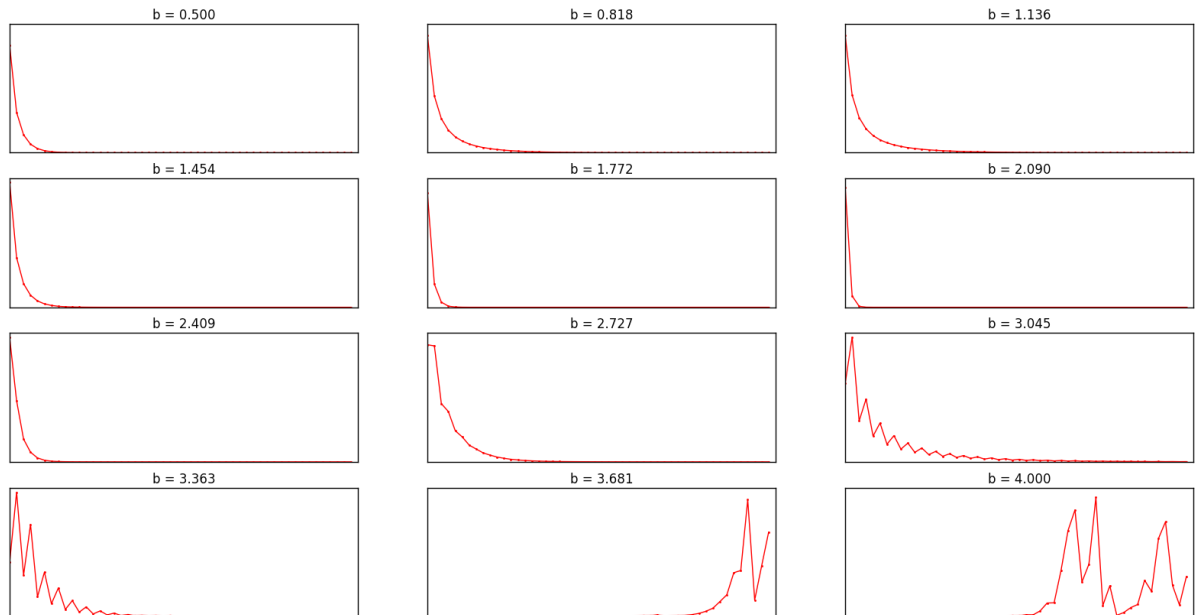 b = 0.500
b = 0.818
b = 1.136
b = 1.454
b = 1.772
b = 2.090
b = 2.409
b = 2.727
b = 3.045
b = 3.363
b = 3.681
b = 4.000